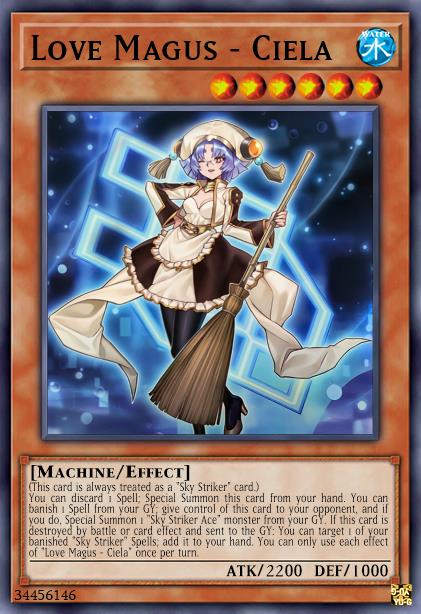 Love Magus - Ciela
WATER
水
[Machine/Effect]
(This card is always treated as a "Sky Striker" card.)
You can discard 1 Spell; Special Summon this card from your hand. You can
banish 1 Spell from your GY; give control of this card to your opponent, and if
you do, Special Summon 1 "Sky Striker Ace" monster from your GY. If this card is
destroyed by battle or card effect and sent to the GY: You can target 1 of your
banished "Sky Striker" Spells; add it to your hand. You can only use each effect
of "Love Magus - Ciela" once per turn.
ATK/2200 DEF/1000
34456146